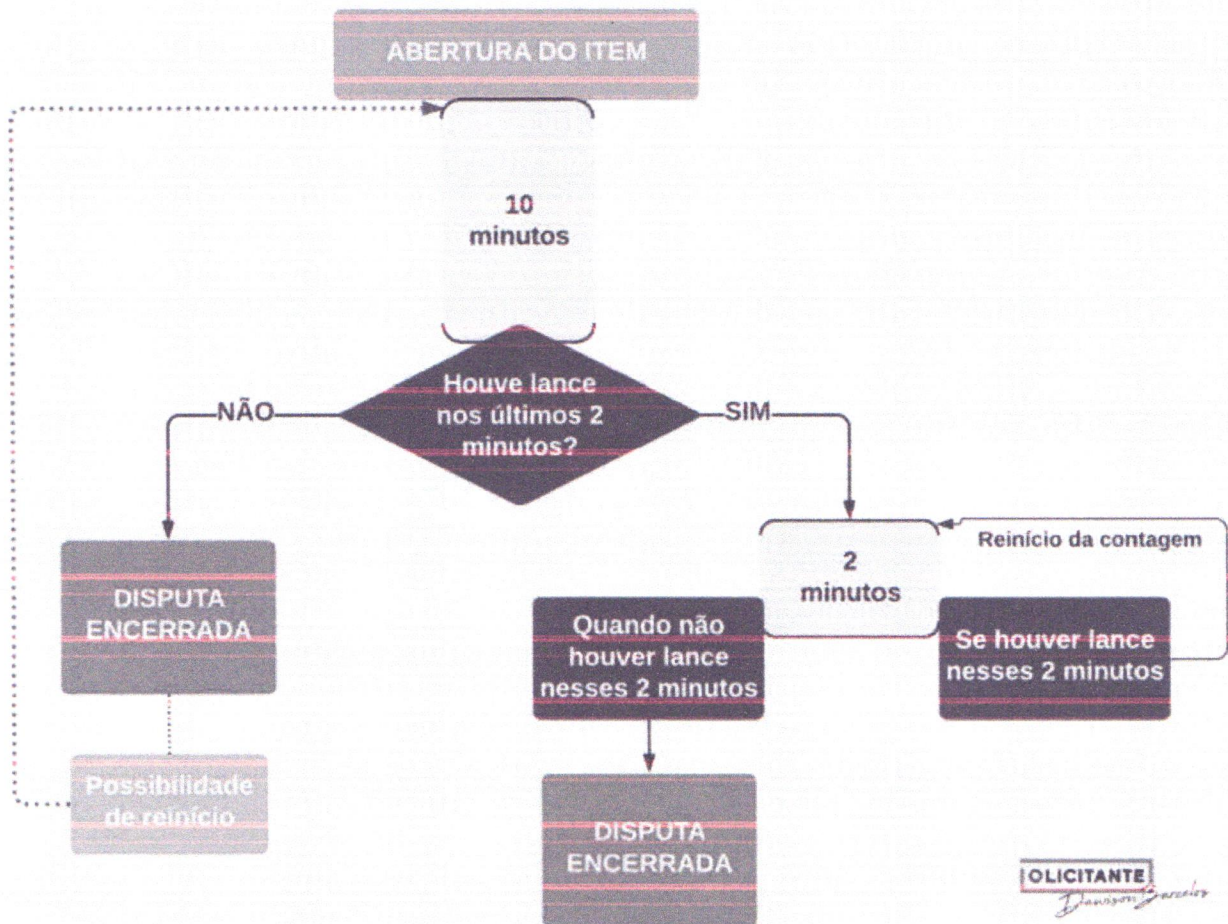 ABERTURA DO ITEM
10
minutos
Houve lance
nos últimos 2
minutos?
NÃO
SIM
DISPUTA
ENCERRADA
Possibilidade
de reinício
2
minutos
Reinício da contagem
Quando não
houver lance
nesses 2 minutos
Se houver lance
nesses 2 minutos
DISPUTA
ENCERRADA
OLICITANTE
Dawison Barcelos